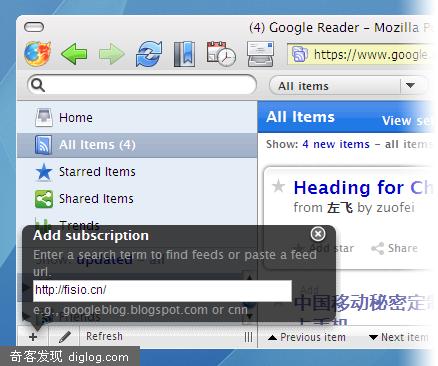 (4) Google Reader - Mozilla
https://www.google.
All items
Home
All Items (4)
Starred Items
Shared Items
Trends
Show: updated - all
Friends
Refresh
All Items
View se
Show: 4 new items - all items
Heading for Ch
from 左飞 by zuofei
Add star
Share
Add
中国移动秘密定制
Previous item
Next item
Add subscription
Enter a search term to find feeds or paste a feed
url.
http://fisio.cn/
e.g., googleblog.blogspot.com or cnn
奇客发现 diglog.com